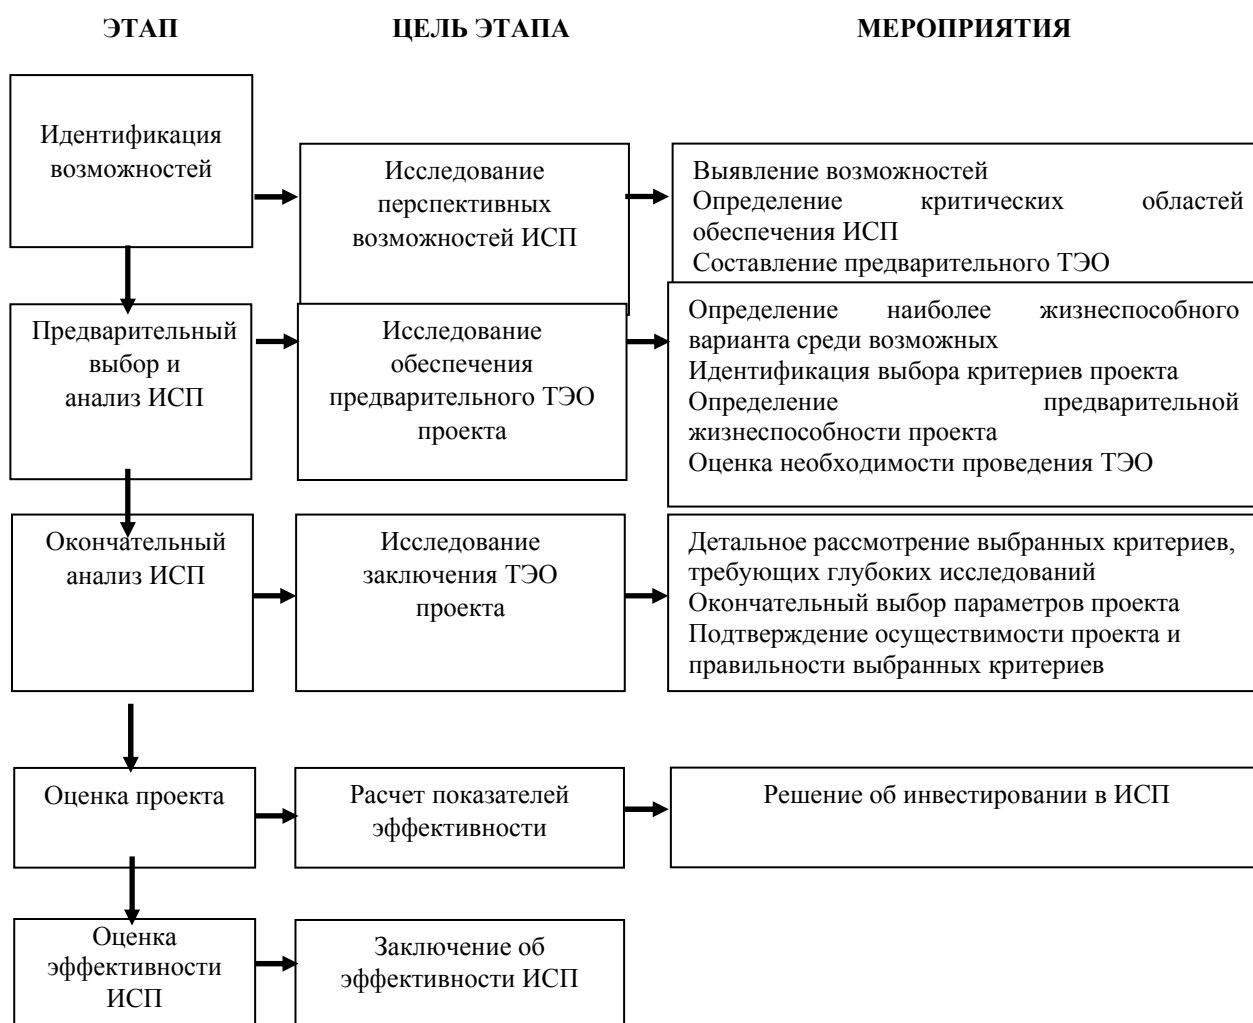 ЭТАП
ЦЕЛЬ ЭТАПА
МЕРОПРИЯТИЯ
Идентификация
возможностей
Исследование
перспективных
возможностей ИСП
Выявление возможностей
Определение критических областей
обеспечения ИСП
Составление предварительного ТЭО
Предварительный
выбор и
анализ ИСП
Исследование
обеспечения
предварительного ТЭО
проекта
Определение наиболее жизнеспособного
варианта среди возможных
Идентификация выбора критериев проекта
Определение предварительной
жизнеспособности проекта
Оценка необходимости проведения ТЭО
Окончательный
анализ ИСП
Исследование
заключения ТЭО
проекта
Детальное рассмотрение выбранных критериев,
требующих глубоких исследований
Окончательный выбор параметров проекта
Подтверждение осуществимости проекта и
правильности выбранных критериев
Оценка проекта
Расчет показателей
эффективности
Решение об инвестировании в ИСП
Оценка
эффективности
ИСП
Заключение об
эффективности ИСП